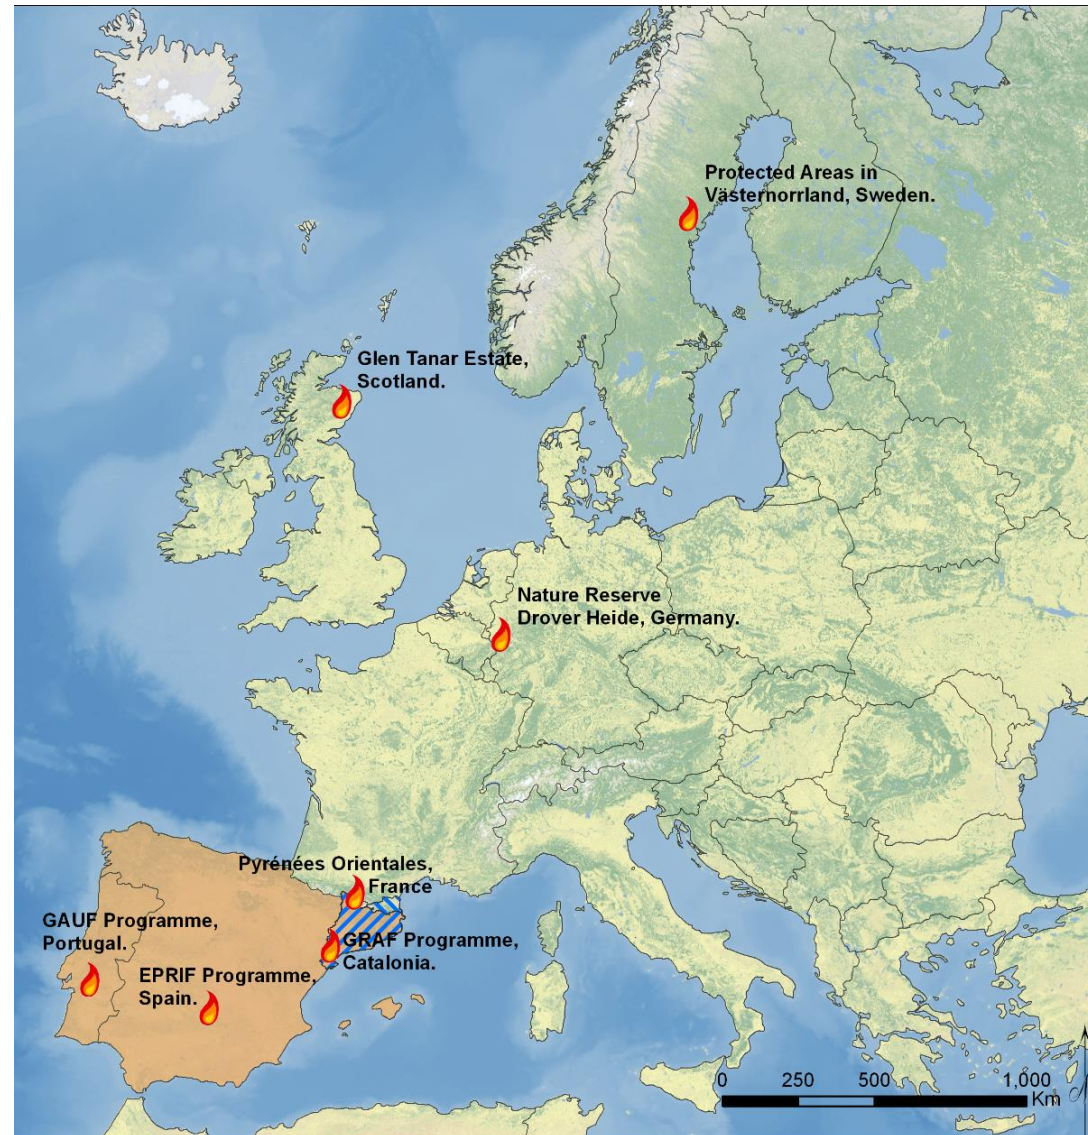 Protected Areas in
Västernorrland, Sweden.
Glen Tanar Estate,
Scotland.
Nature Reserve
Drover Heide, Germany.
Pyrénées Orientales,
France
GAUF Programme,
Portugal.
GRAF Programme,
Catalonia.
EPRIF Programme,
Spain.
0 250 500 1,000
Km